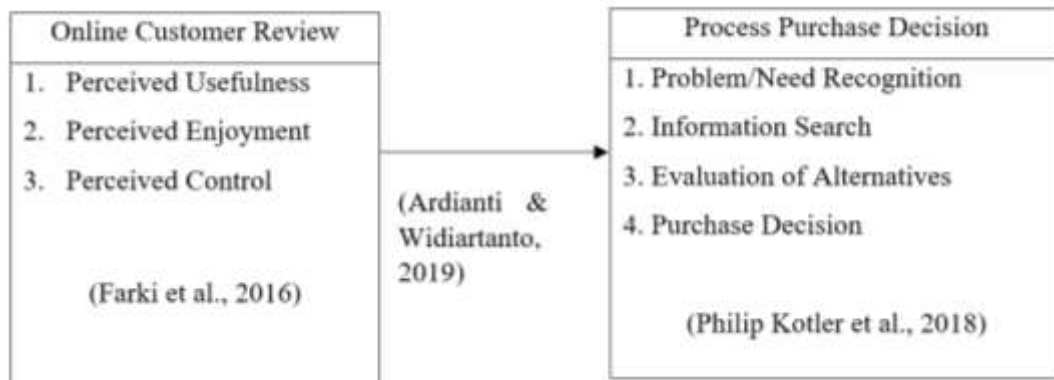 Online Customer Review
1. Perceived Usefulness
2. Perceived Enjoyment
3. Perceived Control
(Farki et al., 2016)
(Ardianti &
Widiartanto,
2019)
Process Purchase Decision
1. Problem/Need Recognition
2. Information Search
3. Evaluation of Alternatives
4. Purchase Decision
(Philip Kotler et al., 2018)